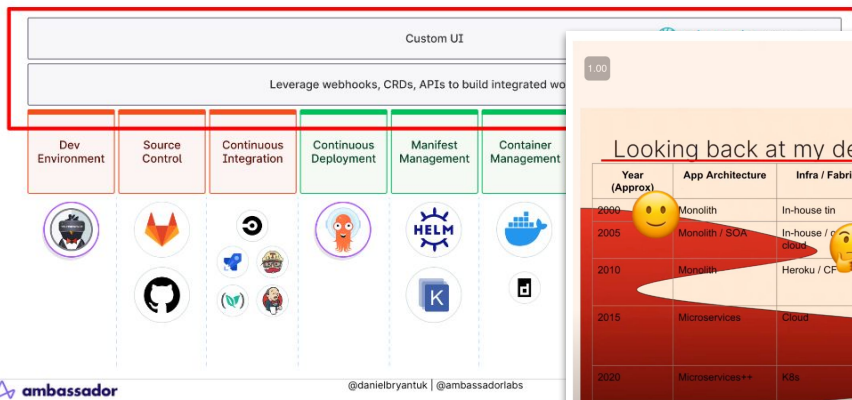 Custom UI
Leverage webhooks, CRDs, APIs to build integrated wo
Dev
Environment
Source
Control
Continuous
Integration
Continuous
Deployment
Manifest
Management
Container
Management
HELM
K
d
ambassador
@danielbryantuk | @ambassadorlabs
1.00
Looking back at my de
Year
(Approx)
App Architecture
Infra / Fabri
2000
Monolith
In-house tin
2005
Monolith / SOA
In-house / c
cloud
2010
Monolith
Heroku / CF
2015
Microservices
Cloud
2020
Microservices++
K8s